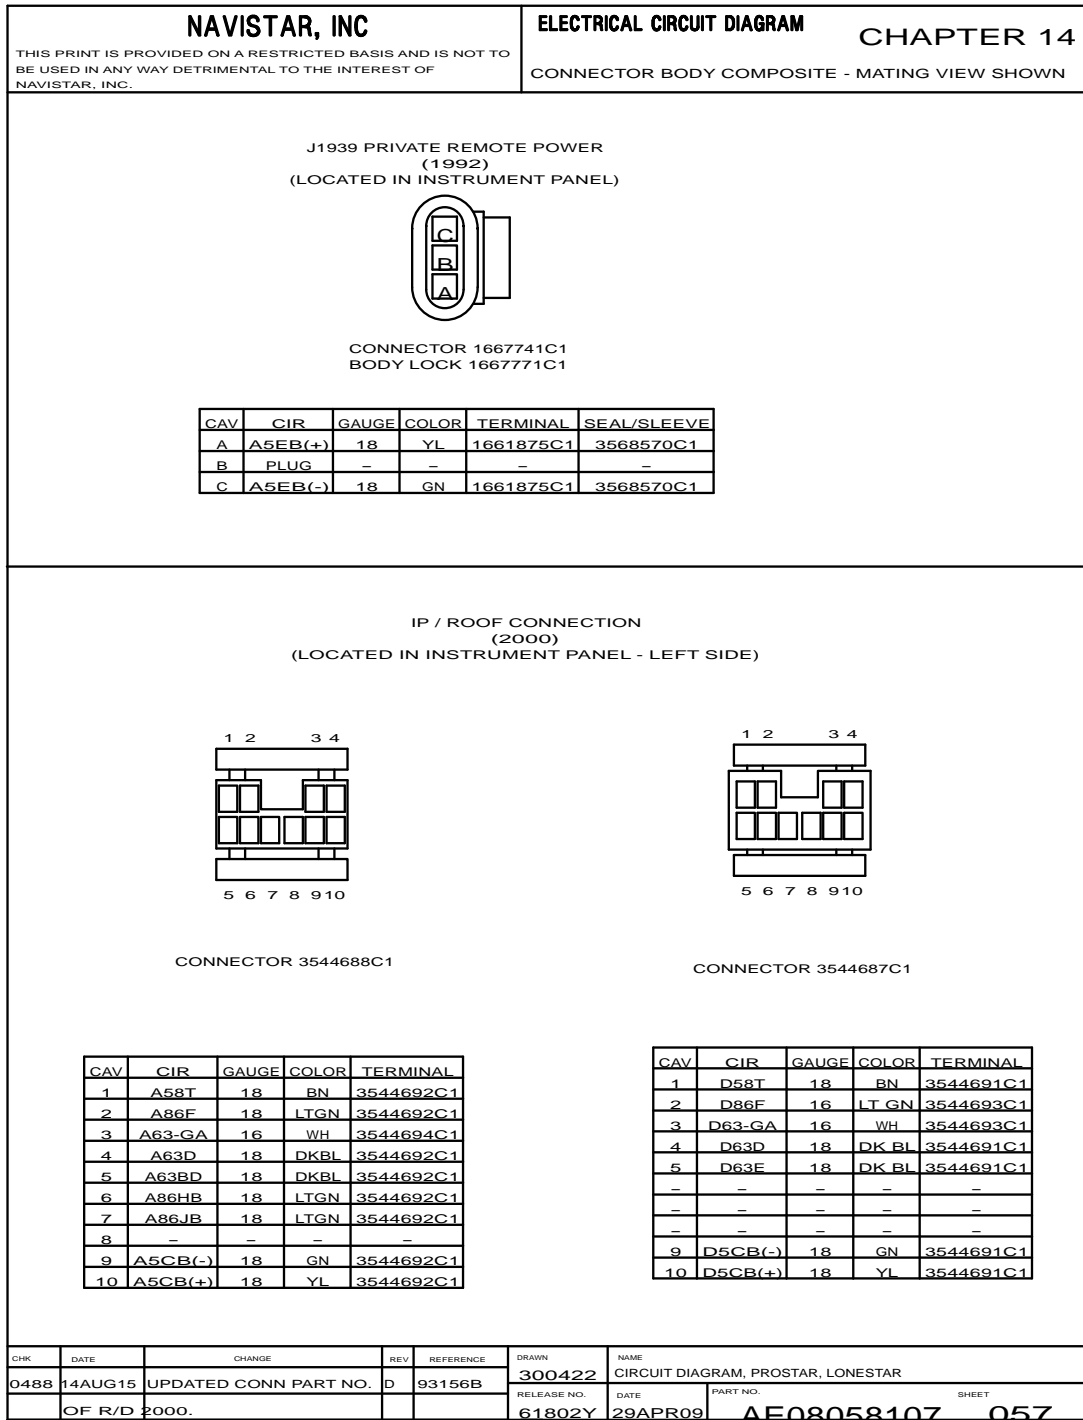 NAVISTAR, INC
THIS PRINT IS PROVIDED ON A RESTRICTED BASIS AND IS NOT TO
BE USED IN ANY WAY DETRIMENTAL TO THE INTEREST OF
NAVISTAR, INC.
ELECTRICAL CIRCUIT DIAGRAM
CHAPTER 14
CONNECTOR BODY COMPOSITE - MATING VIEW SHOWN
J1939 PRIVATE REMOTE POWER
(1992)
(LOCATED IN INSTRUMENT PANEL)
C
B
A
CONNECTOR 1667741C1
BODY LOCK 1667771C1
CAV CIR GAUGE COLOR TERMINAL SEAL/SLEEVE
A A5EB(+) 18 YL 1661875C1 3568570C1
B PLUG – – – –
C A5EB(-) 18 GN 1661875C1 3568570C1
IP / ROOF CONNECTION
(2000)
(LOCATED IN INSTRUMENT PANEL - LEFT SIDE)
1 2 3 4
5 6 7 8 9 10
CONNECTOR 3544688C1
CAV CIR GAUGE COLOR TERMINAL
1 A58T 18 BN 3544692C1
2 A86F 18 LTGN 3544692C1
3 A63-GA 16 WH 3544694C1
4 A63D 18 DKBL 3544692C1
5 A63BD 18 DKBL 3544692C1
6 A86HB 18 LTGN 3544692C1
7 A86JB 18 LTGN 3544692C1
8 – – – –
9 A5CB(-) 18 GN 3544692C1
10 A5CB(+) 18 YL 3544692C1
1 2 3 4
5 6 7 8 9 10
CONNECTOR 3544687C1
CAV CIR GAUGE COLOR TERMINAL
1 D58T 18 BN 3544691C1
2 D86F 16 LT GN 3544693C1
3 D63-GA 16 WH 3544693C1
4 D63D 18 DK BL 3544691C1
5 D63E 18 DK BL 3544691C1
– – – – –
– – – – –
– – – – –
9 D5CB(-) 18 GN 3544691C1
10 D5CB(+) 18 YL 3544691C1
CHK DATE CHANGE REV REFERENCE
0488 14AUG15 UPDATED CONN PART NO. D 93156B
OF R/D 2000.
DRAWN
300422
NAME
CIRCUIT DIAGRAM, PROSTAR, LONESTAR
RELEASE NO.
61802Y
DATE
29APR09
PART NO.
AE08058107
SHEET
057